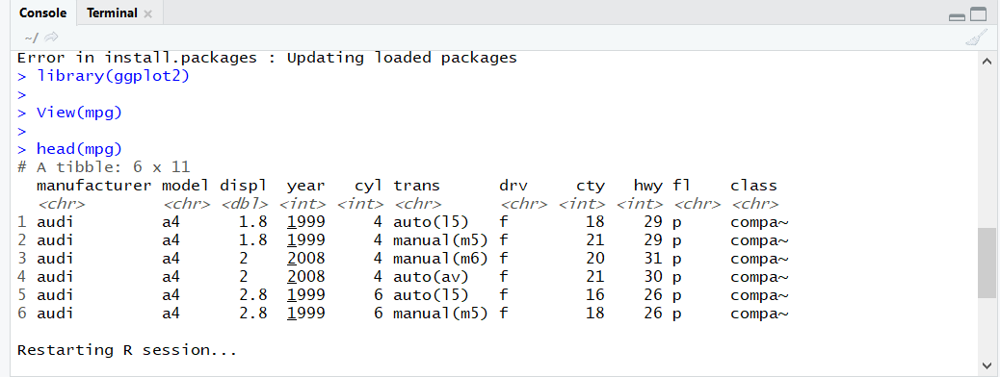 Console Terminal
~/
Error in install.packages : Updating loaded packages
> library(ggplot2)
>
> View(mpg)
>
> head(mpg)
# A tibble: 6 x 11
  manufacturer model displ  year   cyl trans      drv     cty   hwy fl    class
  <chr>        <chr> <dbl> <int> <int> <chr>      <chr> <int> <int> <chr> <chr>
1 audi         a4      1.8  1999     4 auto(l5)   f        18    29 p     compa~
2 audi         a4      1.8  1999     4 manual(m5) f        21    29 p     compa~
3 audi         a4      2    2008     4 manual(m6) f        20    31 p     compa~
4 audi         a4      2    2008     4 auto(av)   f        21    30 p     compa~
5 audi         a4      2.8  1999     6 auto(l5)   f        16    26 p     compa~
6 audi         a4      2.8  1999     6 manual(m5) f        18    26 p     compa~
Restarting R session...